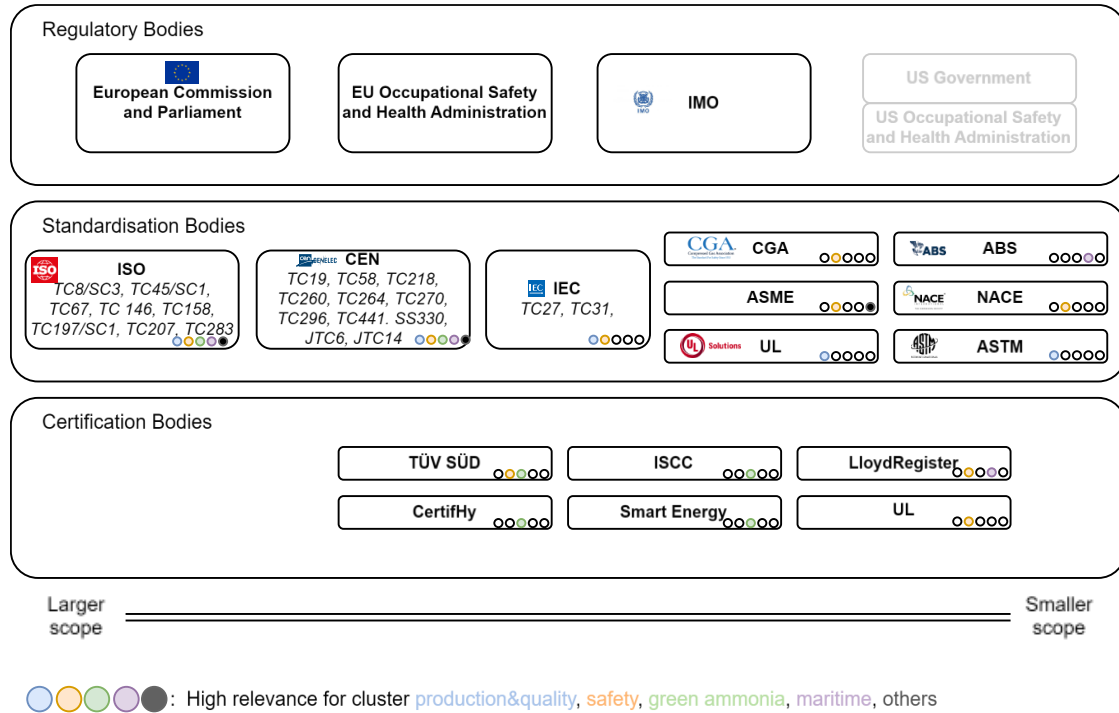 Regulatory Bodies
European Commission
and Parliament
EU Occupational Safety
and Health Administration
IMO
IMO
US Government
US Occupational Safety
and Health Administration
Standardisation Bodies
ISO
ISO
TC8/SC3, TC45/SC1,
TC67, TC 146, TC158,
TC197/SC1, TC207, TC283
CENELEC
CEN
TC19, TC58, TC218,
TC260, TC264, TC270,
TC296, TC441. SS330,
JTC6, JTC14
IEC
IEC
TC27, TC31,
CGA
CGA
ABS
ABS
ASME
NACE
NACE
UL
Solutions
UL
ASTM
ASTM
Certification Bodies
TÜV SÜD
ISCC
LloydRegister
CertifHy
Smart Energy
UL
Larger
scope
Smaller
scope
: High relevance for cluster production&quality, safety, green ammonia, maritime, others